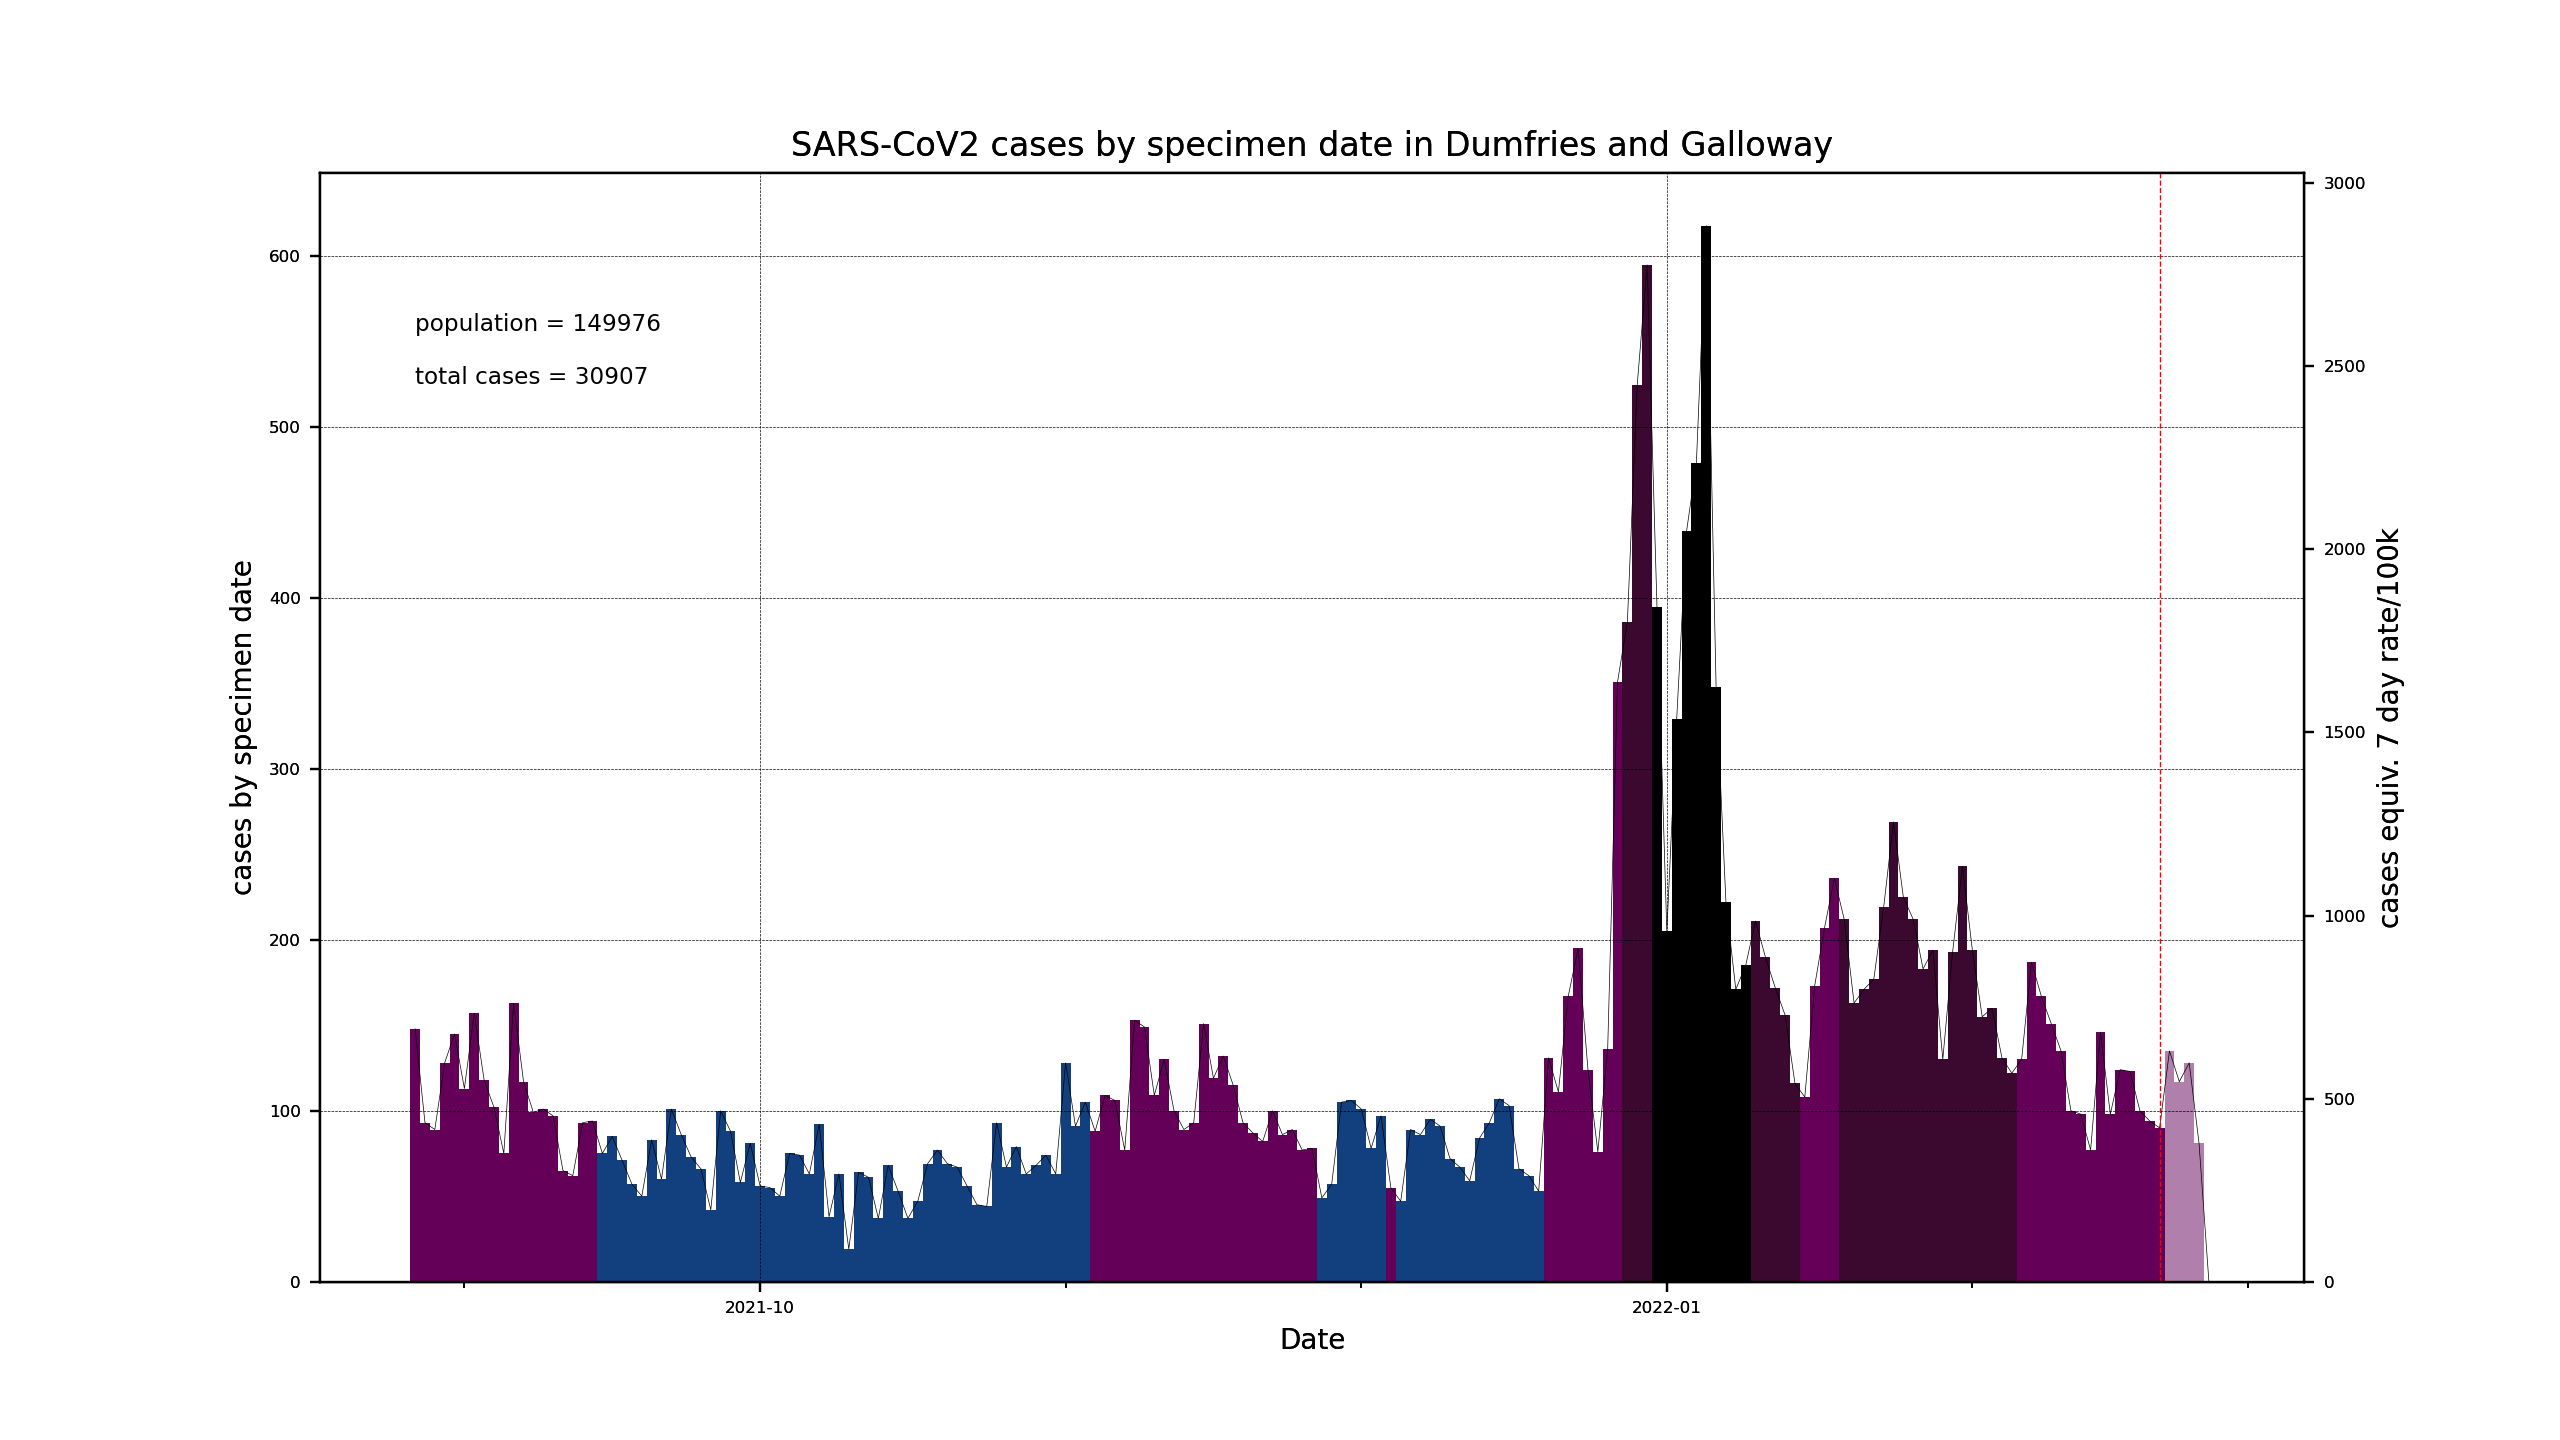 SARS-CoV2 cases by specimen date in Dumfries and Galloway
population = 149976
total cases = 30907
cases by specimen date
600
500
400
300
200
100
0
3000
2500
2000
1500
1000
500
0
cases equiv. 7 day rate/100k
2021-10
2022-01
Date